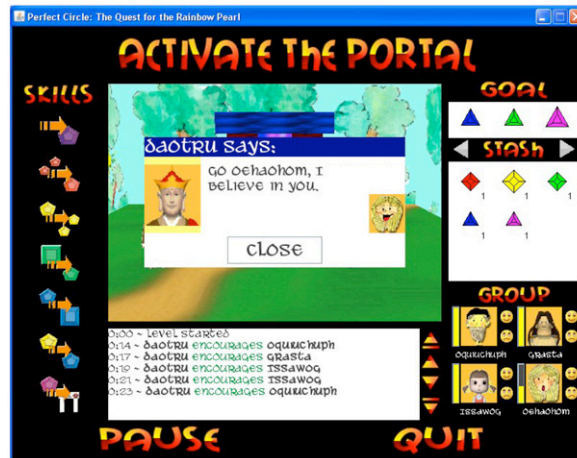 Perfect Circle: The Quest for the Rainbow Pearl
ACTIVATE THE PORTAL
SKILLS
GOAL
STASH
DAOTRU SAYS:
GO OEHAOHOM, I
BELIEVE IN YOU.
CLOSE
1 1 1
1 1
GROUP
OQUIUCHUPH GRASTA
ISSAWOG OEHAOHOM
0:00 ~ LEVEL STARTED
0:14 ~ DAOTRU ENCOURAGES OQUIUCHUPH
0:17 ~ DAOTRU ENCOURAGES GRASTA
0:19 ~ DAOTRU ENCOURAGES ISSAWOG
0:21 ~ DAOTRU ENCOURAGES ISSAWOG
0:23 ~ DAOTRU ENCOURAGES OQUIUCHUPH
PAUSE QUIT